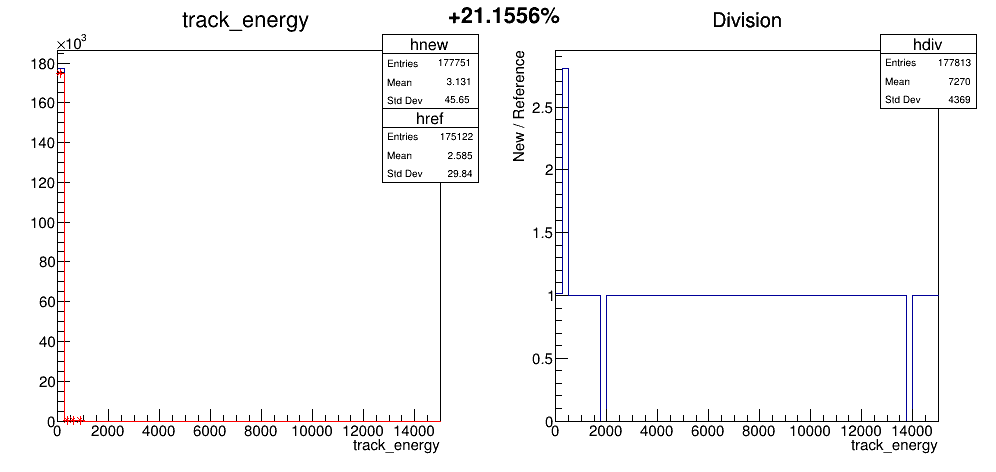 +21.1556%
track_energy
×10³
180
160
140
120
100
80
60
40
20
0
0 2000 4000 6000 8000 10000 12000 14000
track_energy
hnew
Entries 177751
Mean 3.131
Std Dev 45.65
href
Entries 175122
Mean 2.585
Std Dev 29.84
Division
New / Reference
2.5
2
1.5
1
0.5
0
0 2000 4000 6000 8000 10000 12000 14000
track_energy
hdiv
Entries 177813
Mean 7270
Std Dev 4369